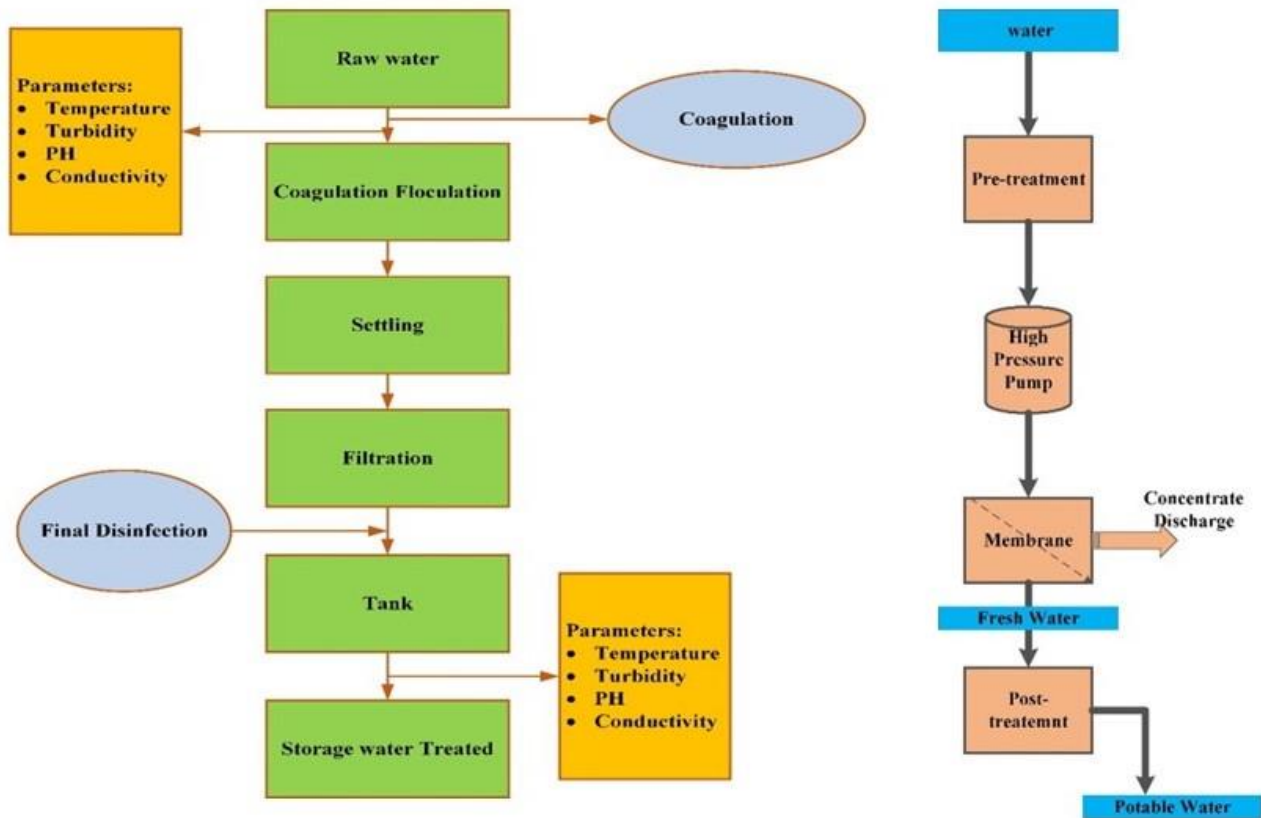 Raw water
Parameters:
• Temperature
• Turbidity
• PH
• Conductivity
Coagulation
Coagulation Floculation
Settling
Filtration
Final Disinfection
Tank
Parameters:
• Temperature
• Turbidity
• PH
• Conductivity
Storage water Treated
water
Pre-treatment
High
Pressure
Pump
Membrane
Concentrate
Discharge
Fresh Water
Post-
treatemnt
Potable Water